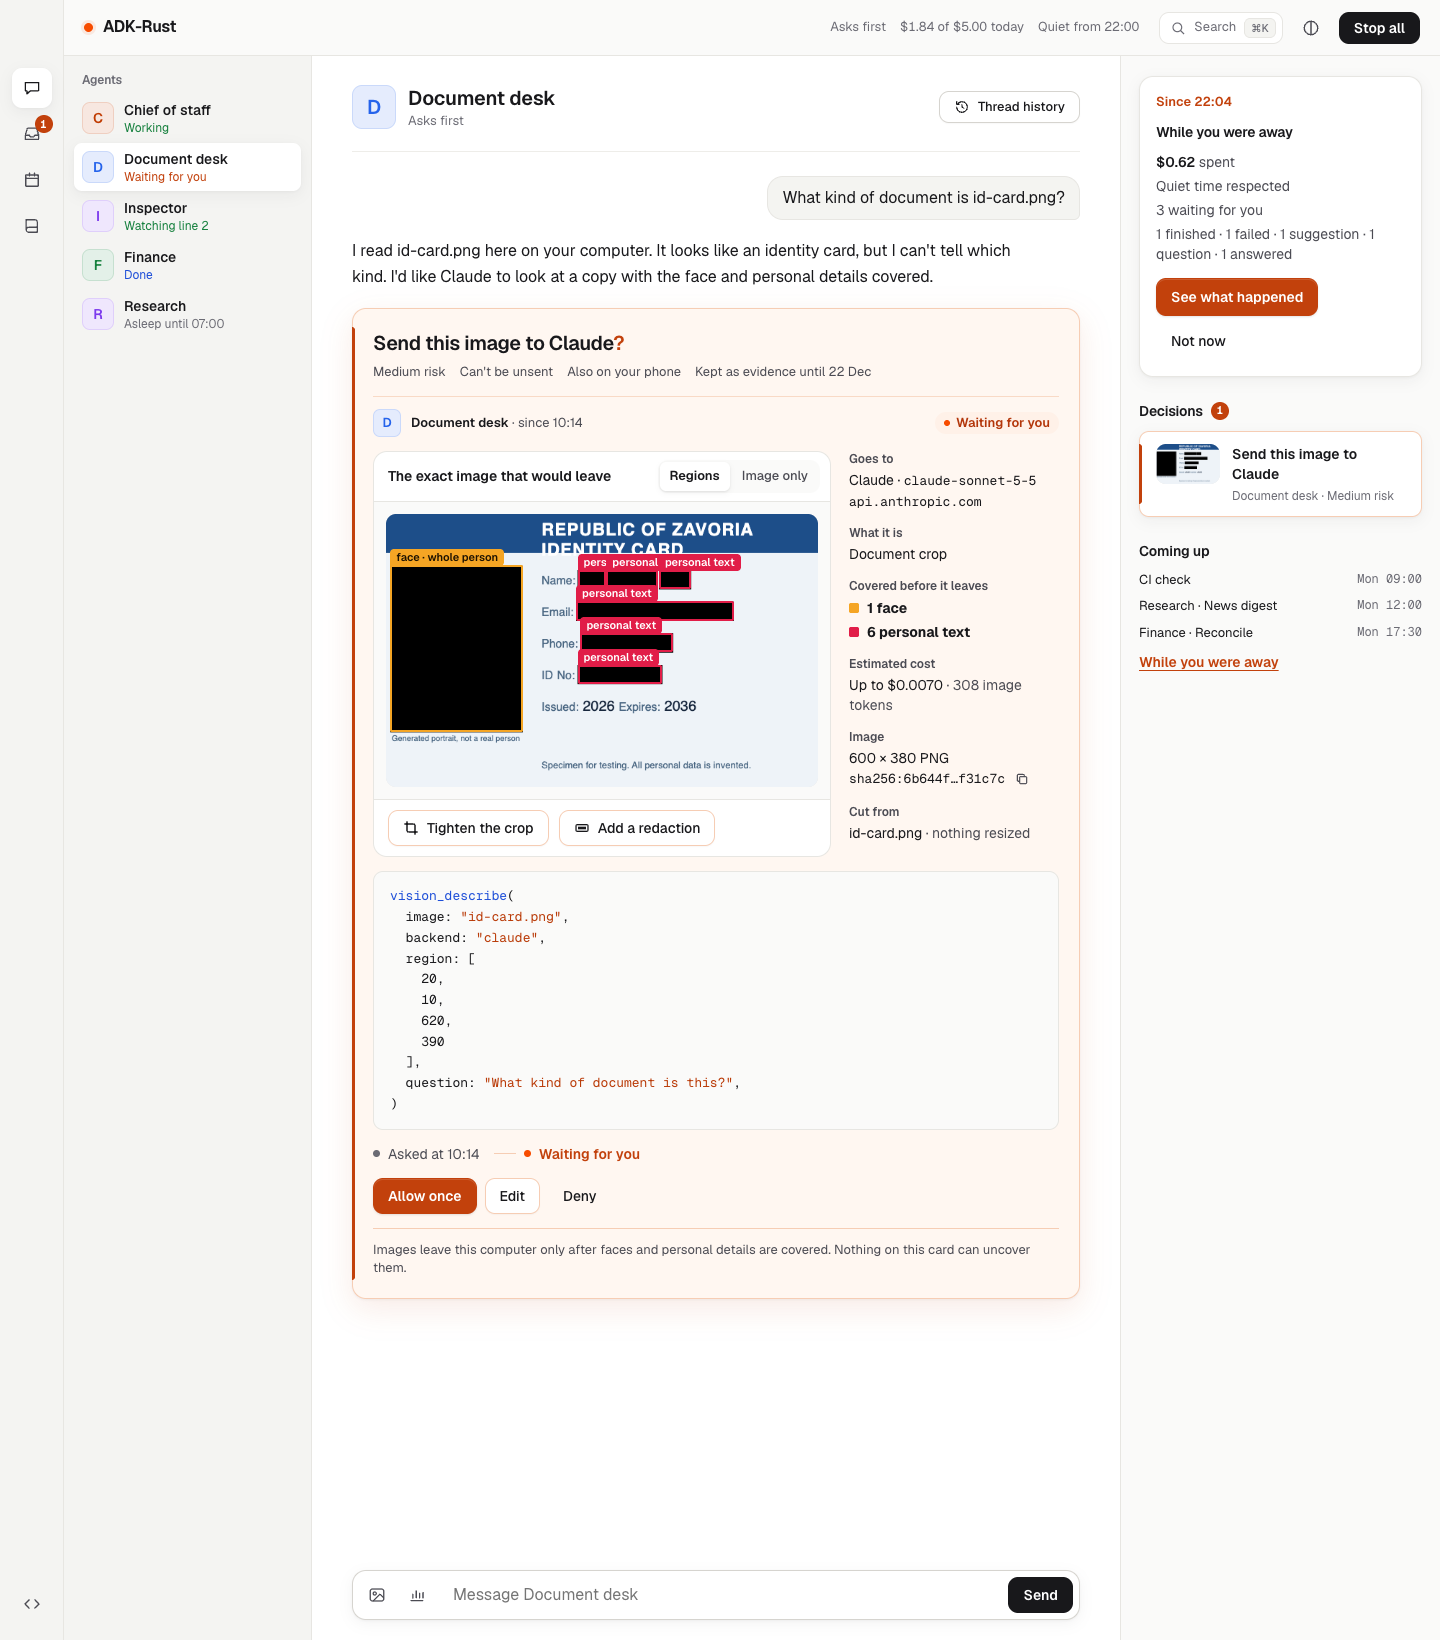 ADK-Rust
Asks first
$1.84 of $5.00 today
Quiet from 22:00
Search
⌘K
Stop all
1
Agents
C
Chief of staff
Working
D
Document desk
Waiting for you
I
Inspector
Watching line 2
F
Finance
Done
R
Research
Asleep until 07:00
D
Document desk
Asks first
Thread history
What kind of document is id-card.png?
I read id-card.png here on your computer. It looks like an identity card, but I can't tell which
kind. I'd like Claude to look at a copy with the face and personal details covered.
Send this image to Claude?
Medium risk Can't be unsent Also on your phone Kept as evidence until 22 Dec
D
Document desk · since 10:14
Waiting for you
The exact image that would leave
Regions
Image only
REPUBLIC OF ZAVORIA
IDENTITY CARD
face · whole person
pers personal personal text
Name:
personal text
Email:
personal text
Phone:
personal text
ID No:
Issued: 2026 Expires: 2036
Generated portrait, not a real person
Specimen for testing. All personal data is invented.
Tighten the crop
Add a redaction
Goes to
Claude · claude-sonnet-5-5
api.anthropic.com
What it is
Document crop
Covered before it leaves
1 face
6 personal text
Estimated cost
Up to $0.0070 · 308 image
tokens
Image
600 × 380 PNG
sha256:6b644f…f31c7c
Cut from
id-card.png · nothing resized
vision_describe(
image: "id-card.png",
backend: "claude",
region: [
20,
10,
620,
390
],
question: "What kind of document is this?",
)
Asked at 10:14
Waiting for you
Allow once
Edit
Deny
Images leave this computer only after faces and personal details are covered. Nothing on this card can uncover
them.
Message Document desk
Send
Since 22:04
While you were away
$0.62 spent
Quiet time respected
3 waiting for you
1 finished · 1 failed · 1 suggestion · 1
question · 1 answered
See what happened
Not now
Decisions 1
Send this image to
Claude
Document desk · Medium risk
Coming up
CI check Mon 09:00
Research · News digest Mon 12:00
Finance · Reconcile Mon 17:30
While you were away